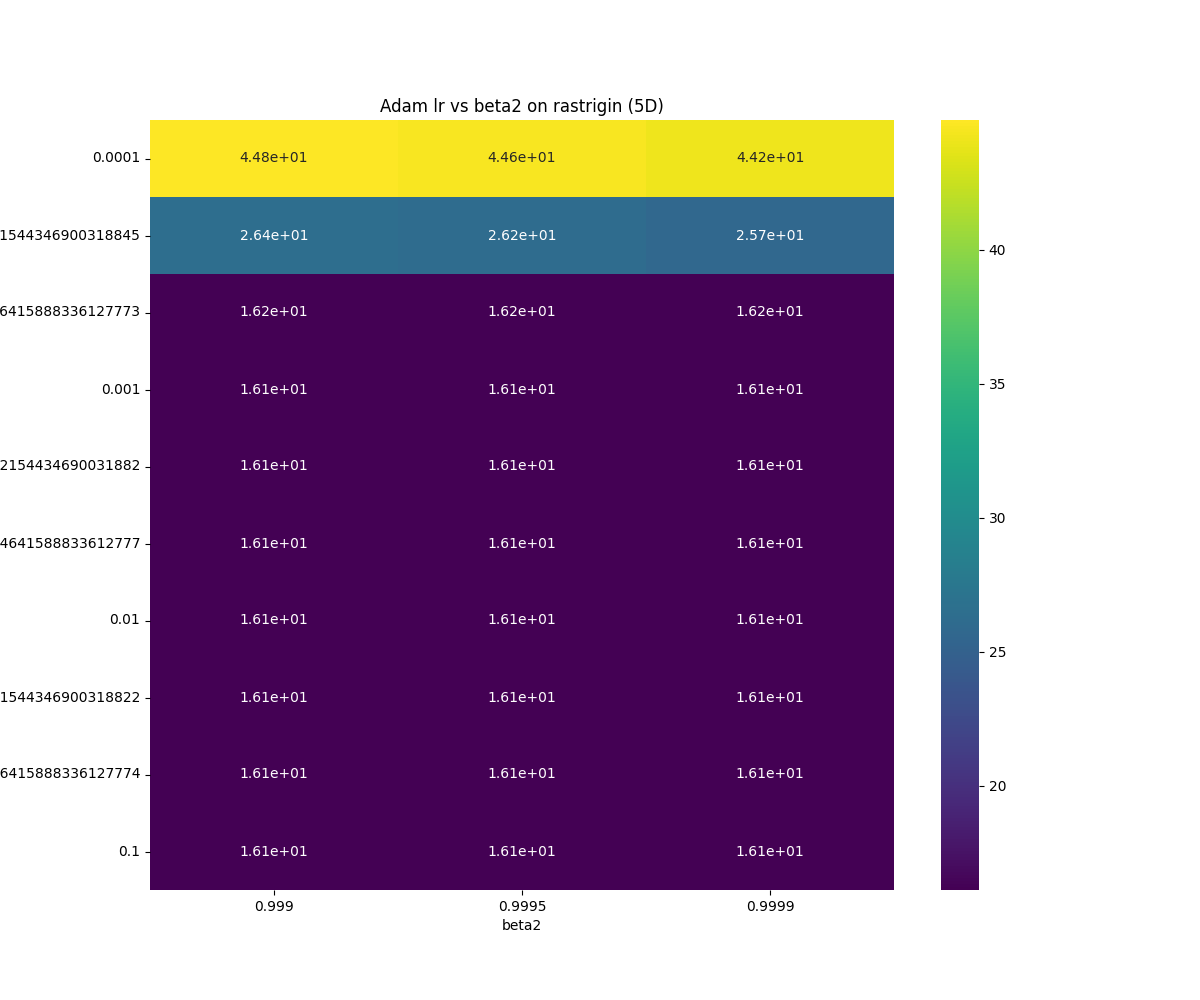 Adam lr vs beta2 on rastrigin (5D)
0.0001 4.48e+01 4.46e+01 4.42e+01
1544346900318845 2.64e+01 2.62e+01 2.57e+01
6415888336127773 1.62e+01 1.62e+01 1.62e+01
0.001 1.61e+01 1.61e+01 1.61e+01
2154434690031882 1.61e+01 1.61e+01 1.61e+01
4641588833612777 1.61e+01 1.61e+01 1.61e+01
0.01 1.61e+01 1.61e+01 1.61e+01
1544346900318822 1.61e+01 1.61e+01 1.61e+01
6415888336127774 1.61e+01 1.61e+01 1.61e+01
0.1 1.61e+01 1.61e+01 1.61e+01
0.999 0.9995 0.9999
beta2
40
35
30
25
20